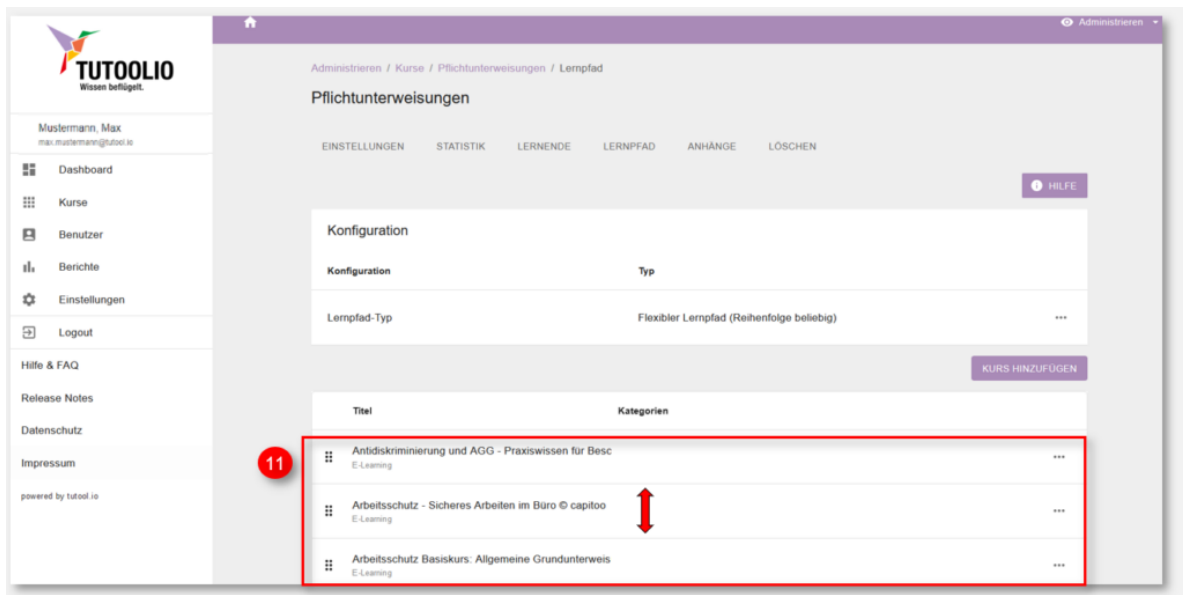 TUTOOLIO
Wissen beflügelt.
Mustermann, Max
max.mustermann@tutool.io
Dashboard
Kurse
Benutzer
Berichte
Einstellungen
Logout
Hilfe & FAQ
Release Notes
Datenschutz
Impressum
powered by tutool.io
Administrieren
Administrieren / Kurse / Pflichtunterweisungen / Lernpfad
Pflichtunterweisungen
EINSTELLUNGEN STATISTIK LERNENDE LERNPFAD ANHÄNGE LÖSCHEN
HILFE
Konfiguration
Konfiguration Typ
Lernpfad-Typ Flexibler Lernpfad (Reihenfolge beliebig) ...
KURS HINZUFÜGEN
Titel Kategorien
11
Antidiskriminierung und AGG - Praxiswissen für Besc ...
E-Learning
Arbeitsschutz - Sicheres Arbeiten im Büro © capitoo ...
E-Learning
Arbeitsschutz Basiskurs: Allgemeine Grundunterweis ...
E-Learning